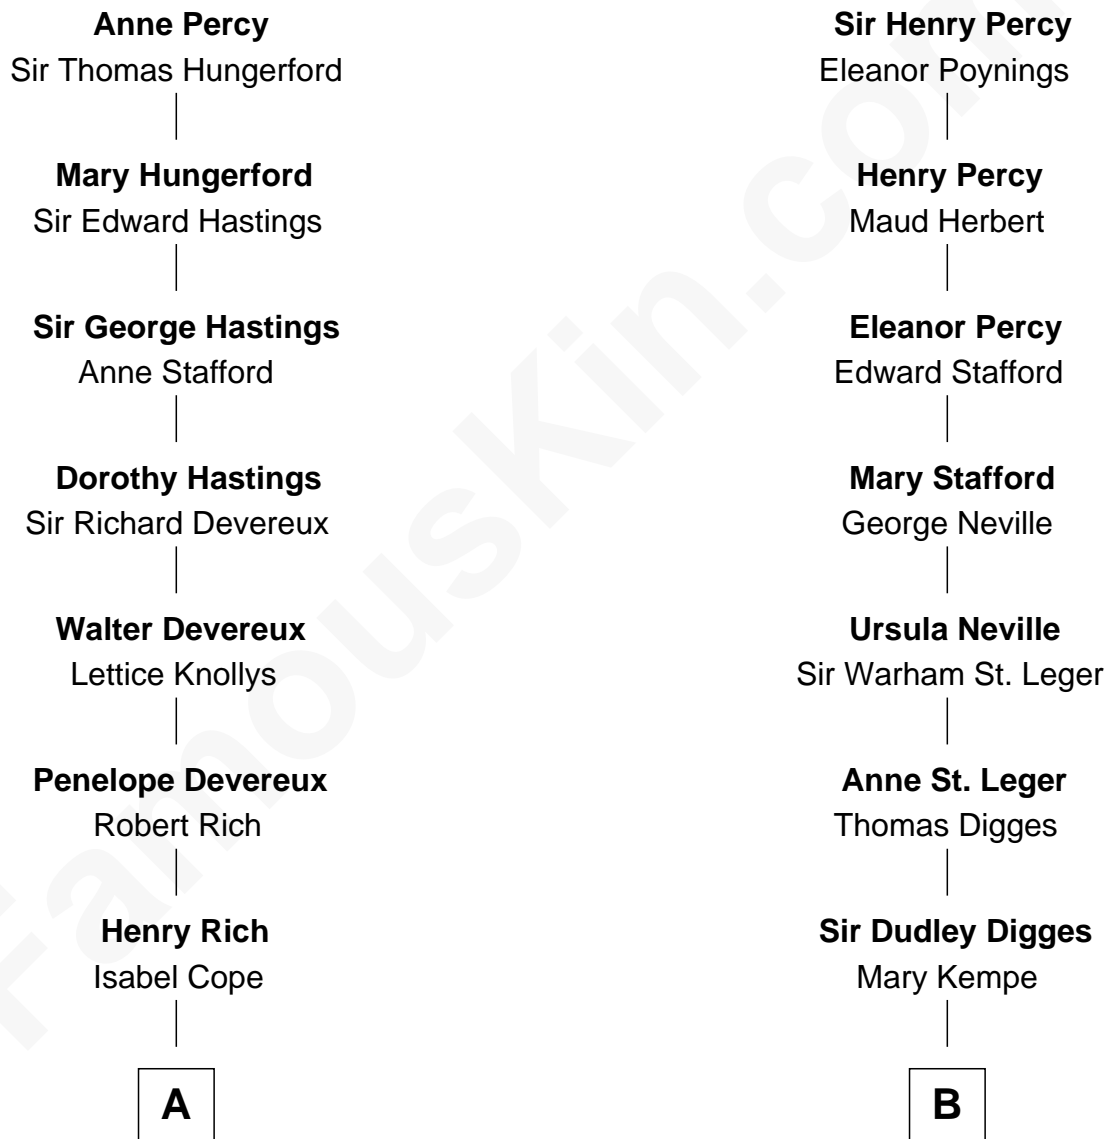 Anne Percy
Sir Thomas Hungerford
Mary Hungerford
Sir Edward Hastings
Sir George Hastings
Anne Stafford
Dorothy Hastings
Sir Richard Devereux
Walter Devereux
Lettice Knollys
Penelope Devereux
Robert Rich
Henry Rich
Isabel Cope
A
Sir Henry Percy
Eleanor Poynings
Henry Percy
Maud Herbert
Eleanor Percy
Edward Stafford
Mary Stafford
George Neville
Ursula Neville
Sir Warham St. Leger
Anne St. Leger
Thomas Digges
Sir Dudley Digges
Mary Kempe
B
FamousKin.com